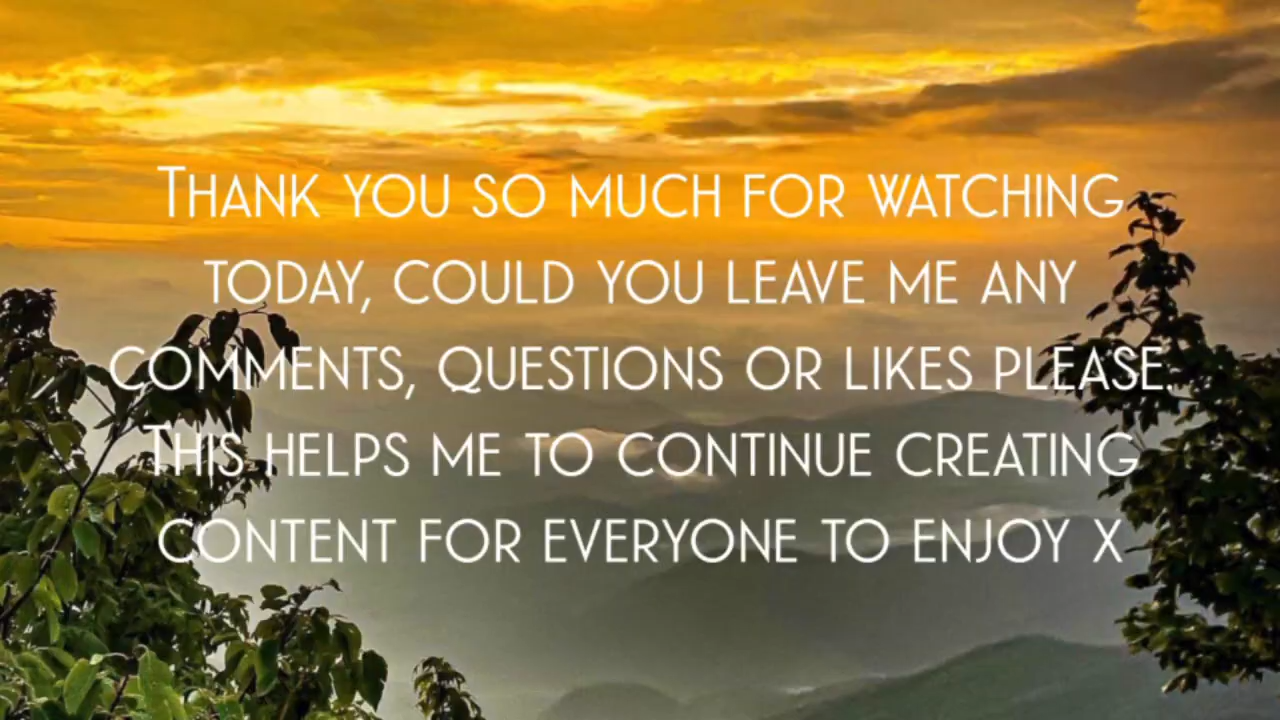 Thank you so much for watching
today, could you leave me any
comments, questions or likes please.
This helps me to continue creating
content for everyone to enjoy x